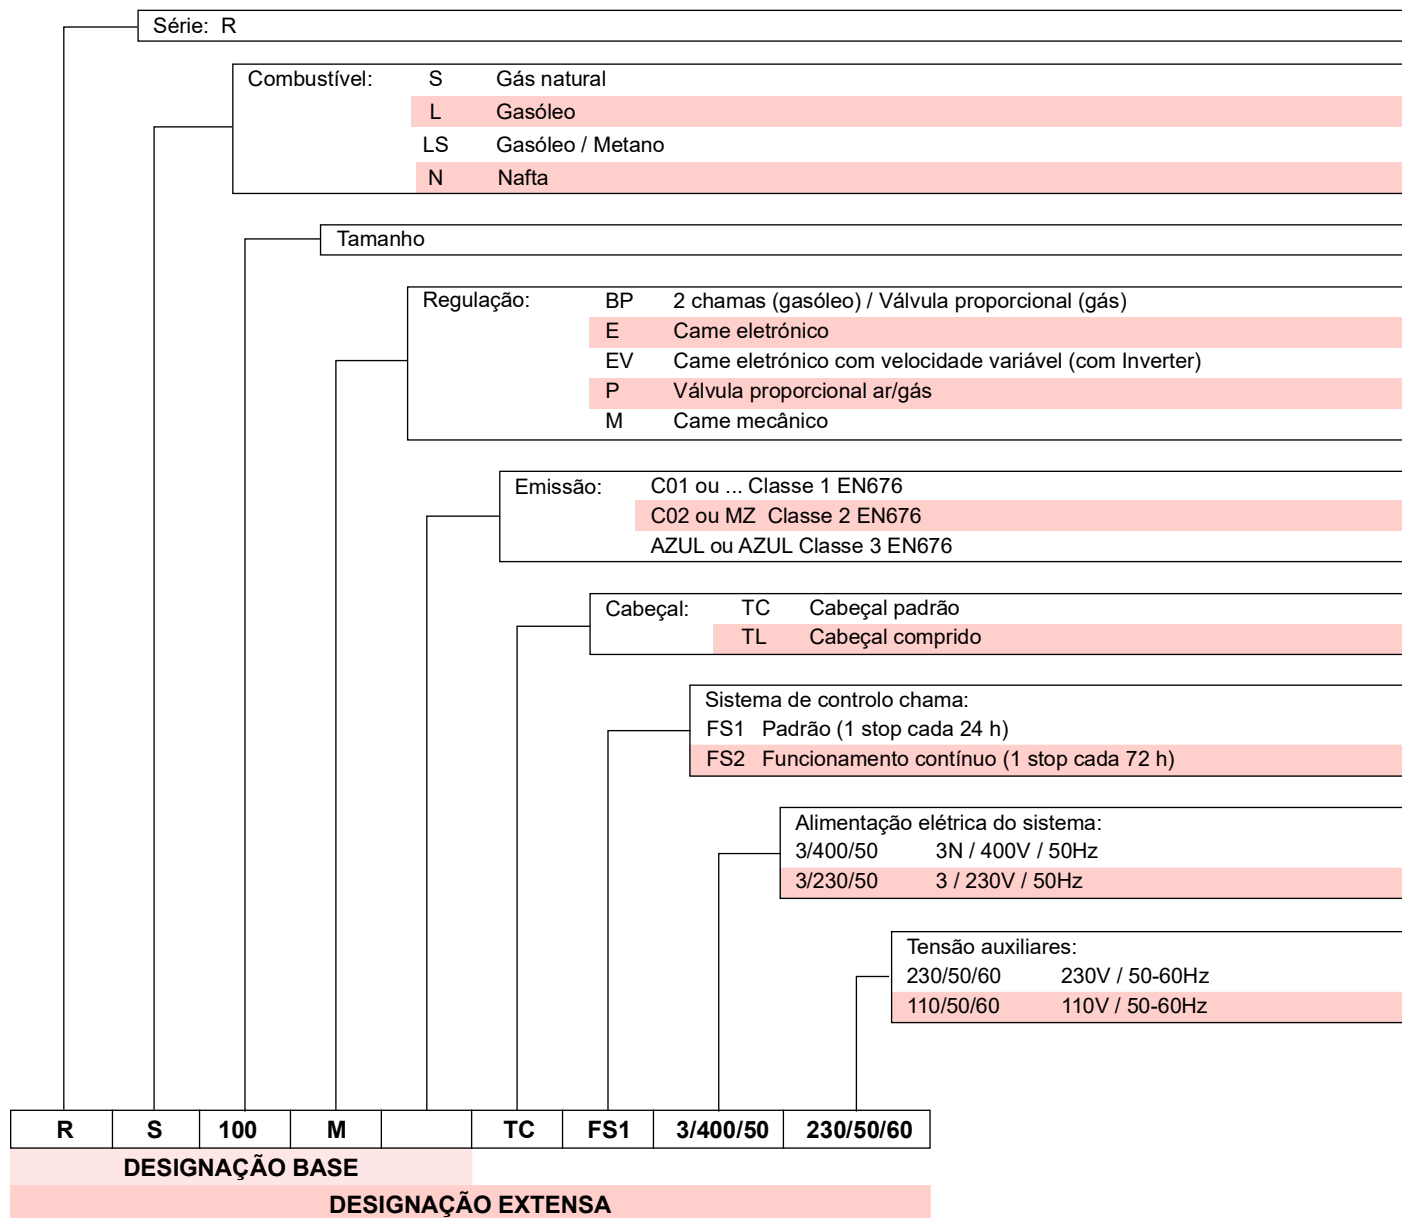 Série: R
Combustível: S Gás natural
L Gasóleo
LS Gasóleo / Metano
N Nafta
Tamanho
Regulação: BP 2 chamas (gasóleo) / Válvula proporcional (gás)
E Came eletrónico
EV Came eletrónico com velocidade variável (com Inverter)
P Válvula proporcional ar/gás
M Came mecânico
Emissão: C01 ou ... Classe 1 EN676
C02 ou MZ Classe 2 EN676
AZUL ou AZUL Classe 3 EN676
Cabeçal: TC Cabeçal padrão
TL Cabeçal comprido
Sistema de controlo chama:
FS1 Padrão (1 stop cada 24 h)
FS2 Funcionamento contínuo (1 stop cada 72 h)
Alimentação elétrica do sistema:
3/400/50 3N / 400V / 50Hz
3/230/50 3 / 230V / 50Hz
Tensão auxiliares:
230/50/60 230V / 50-60Hz
110/50/60 110V / 50-60Hz
R S 100 M TC FS1 3/400/50 230/50/60
DESIGNAÇÃO BASE
DESIGNAÇÃO EXTENSA